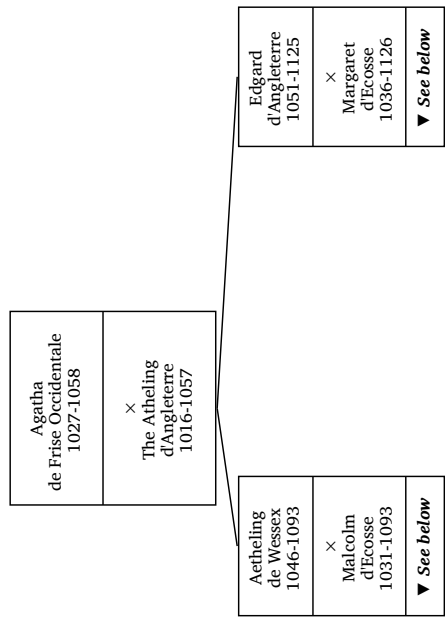 Agatha
de Frise Occidentale
1027-1058
×
The Atheling
d'Angleterre
1016-1057
Aetheling
de Wessex
1046-1093
×
Malcolm
d'Ecosse
1031-1093
▼ See below
Edgard
d'Angleterre
1051-1125
×
Margaret
d'Ecosse
1036-1126
▼ See below